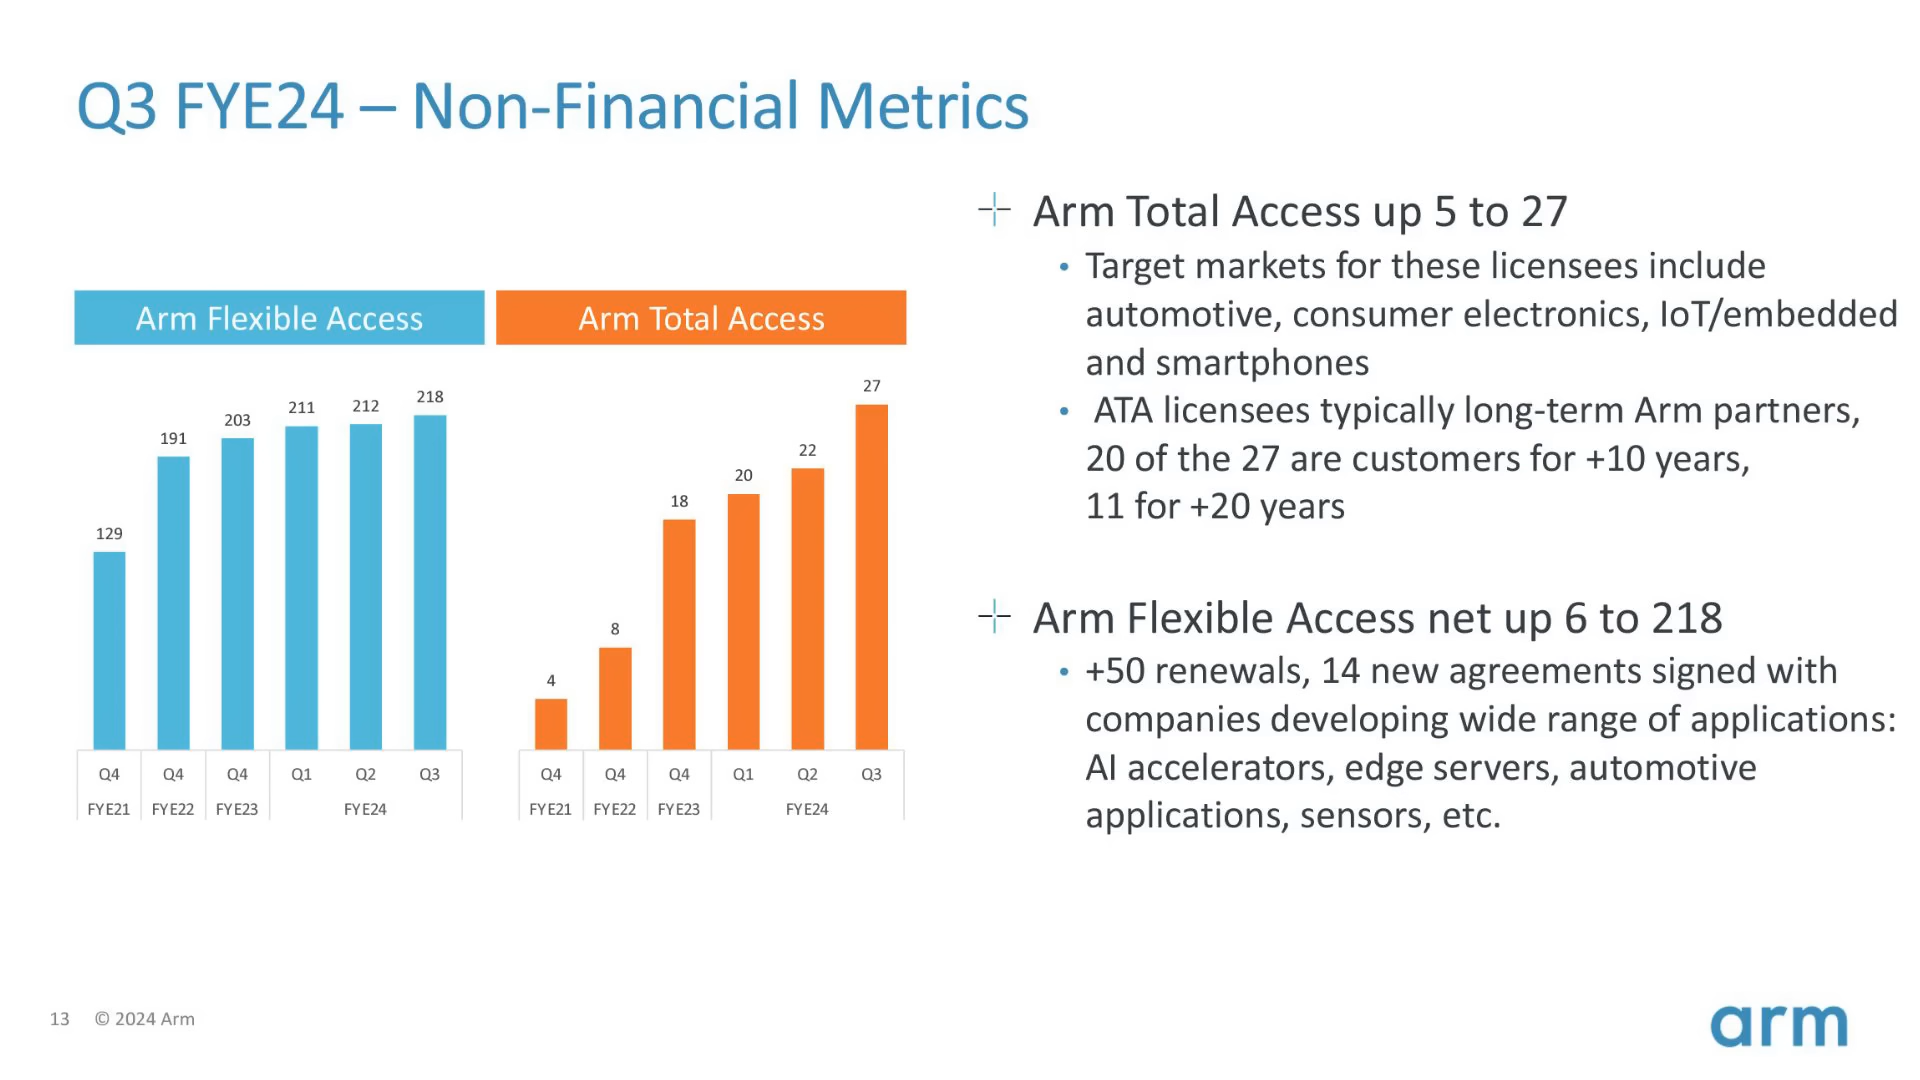 Q3 FYE24 – Non-Financial Metrics
Arm Flexible Access
129
191
203
211
212
218
Q4 Q4 Q4 Q1 Q2 Q3
FYE21 FYE22 FYE23 FYE24
Arm Total Access
4
8
18
20
22
27
Q4 Q4 Q4 Q1 Q2 Q3
FYE21 FYE22 FYE23 FYE24
Arm Total Access up 5 to 27
• Target markets for these licensees include
automotive, consumer electronics, IoT/embedded
and smartphones
• ATA licensees typically long-term Arm partners,
20 of the 27 are customers for +10 years,
11 for +20 years
Arm Flexible Access net up 6 to 218
• +50 renewals, 14 new agreements signed with
companies developing wide range of applications:
AI accelerators, edge servers, automotive
applications, sensors, etc.
13 © 2024 Arm
arm